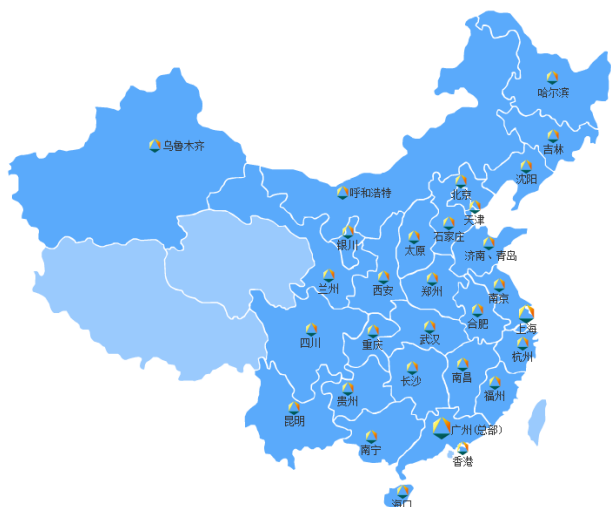 哈尔滨
乌鲁木齐
吉林
沈阳
呼和浩特
北京
天津
银川
太原
石家庄
济南、青岛
兰州
西安
郑州
南京
合肥
上海
四川
重庆
武汉
杭州
长沙
南昌
贵州
福州
昆明
南宁
广州(总部)
香港
海口